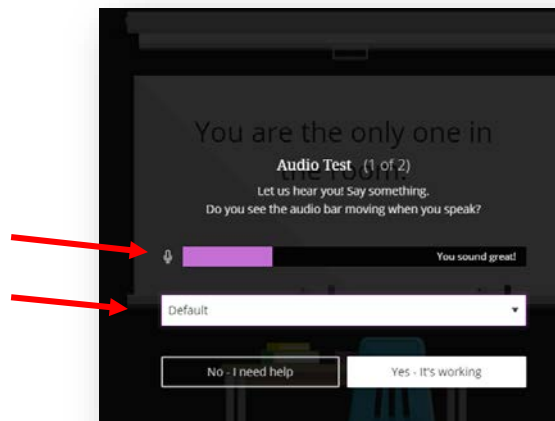 You are the only one in
the room.
Audio Test (1 of 2)
Let us hear you! Say something.
Do you see the audio bar moving when you speak?
You sound great!
Default
No - I need help
Yes - It's working